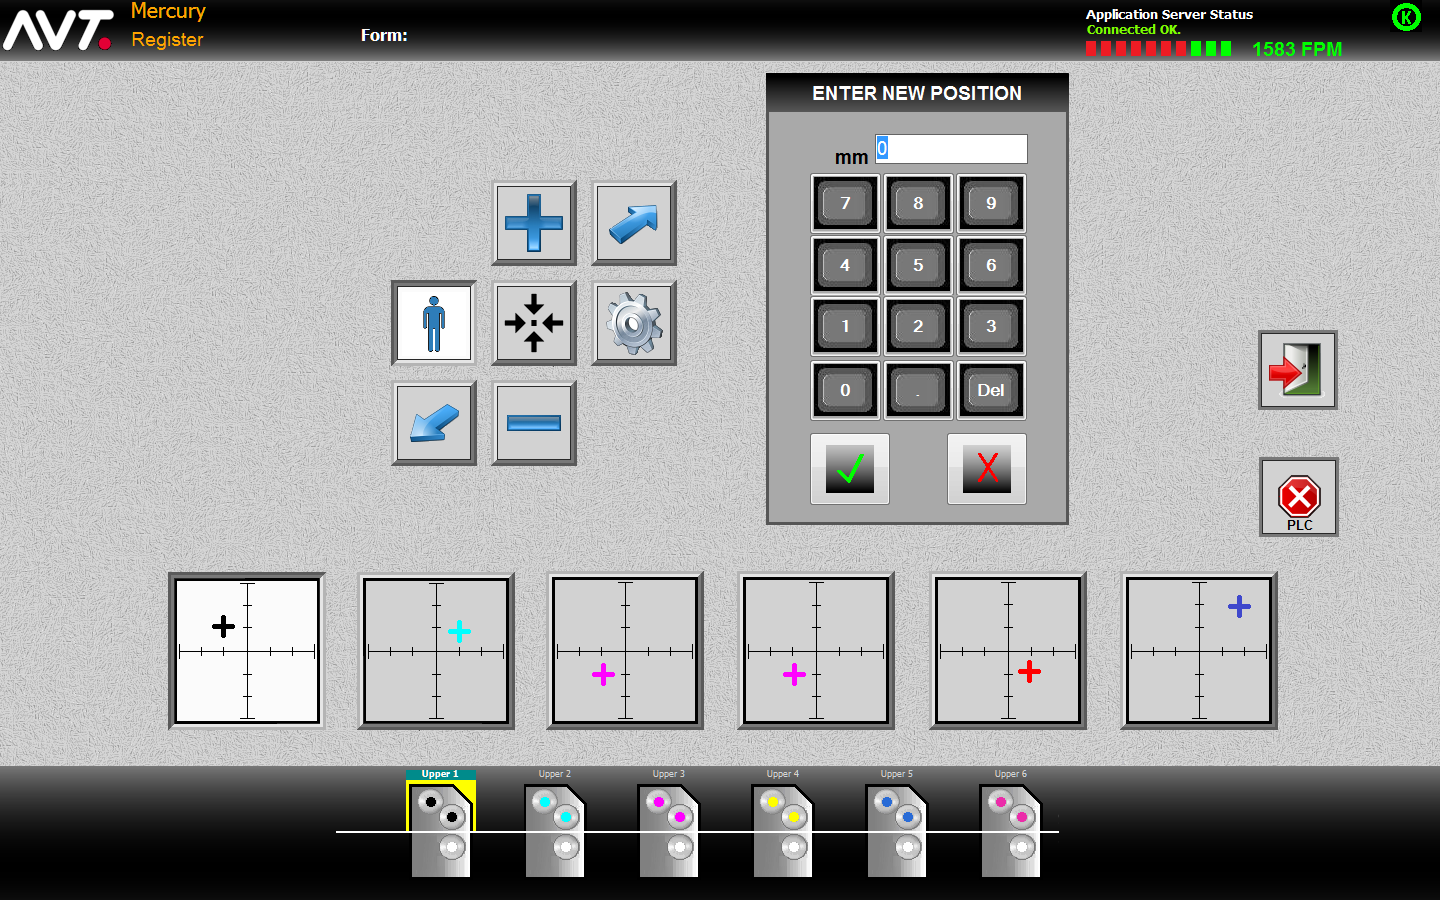 AVT.
Mercury
Register
Form:
Application Server Status
Connected OK.
1583 FPM
K
ENTER NEW POSITION
mm 0
7 8 9
4 5 6
1 2 3
0 . Del
X
PLC
Upper 1 Upper 2 Upper 3 Upper 4 Upper 5 Upper 6